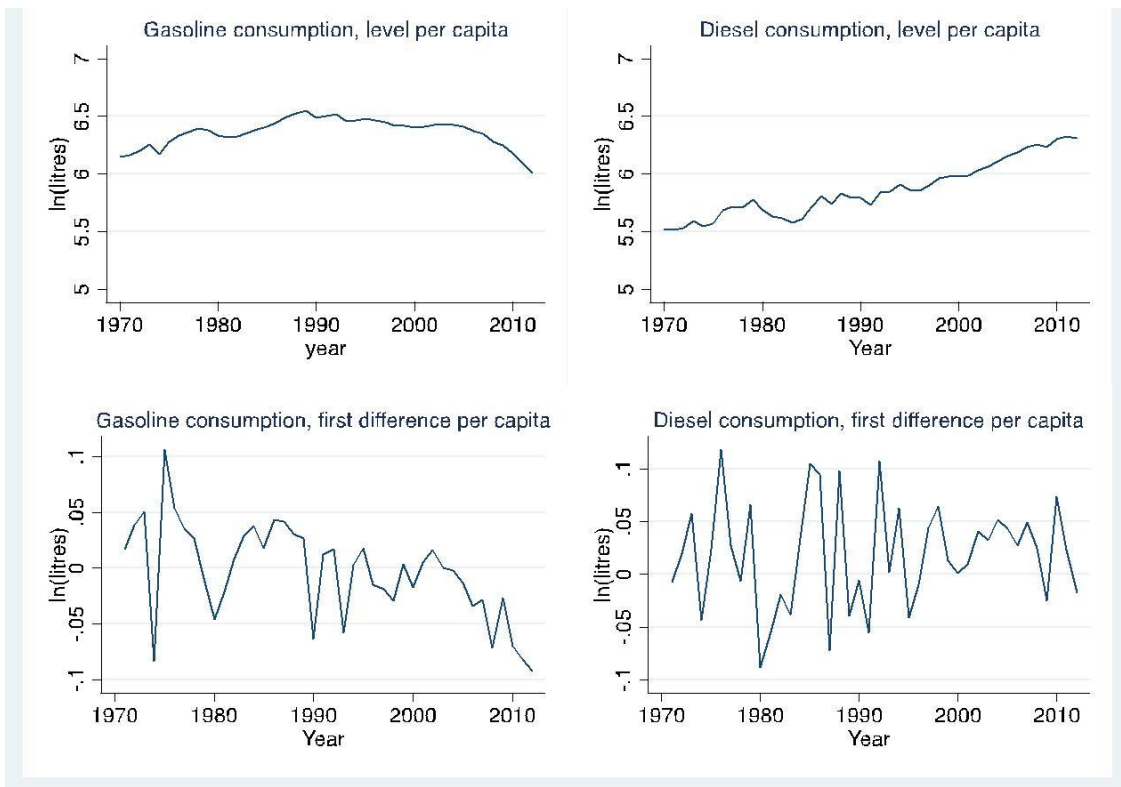 Gasoline consumption, level per capita
ln(litres)
7
6.5
6
5.5
5
1970 1980 1990 2000 2010
year
Diesel consumption, level per capita
ln(litres)
7
6.5
6
5.5
5
1970 1980 1990 2000 2010
Year
Gasoline consumption, first difference per capita
ln(litres)
.1
.05
0
-.05
-.1
1970 1980 1990 2000 2010
Year
Diesel consumption, first difference per capita
ln(litres)
.1
.05
0
-.05
-.1
1970 1980 1990 2000 2010
Year